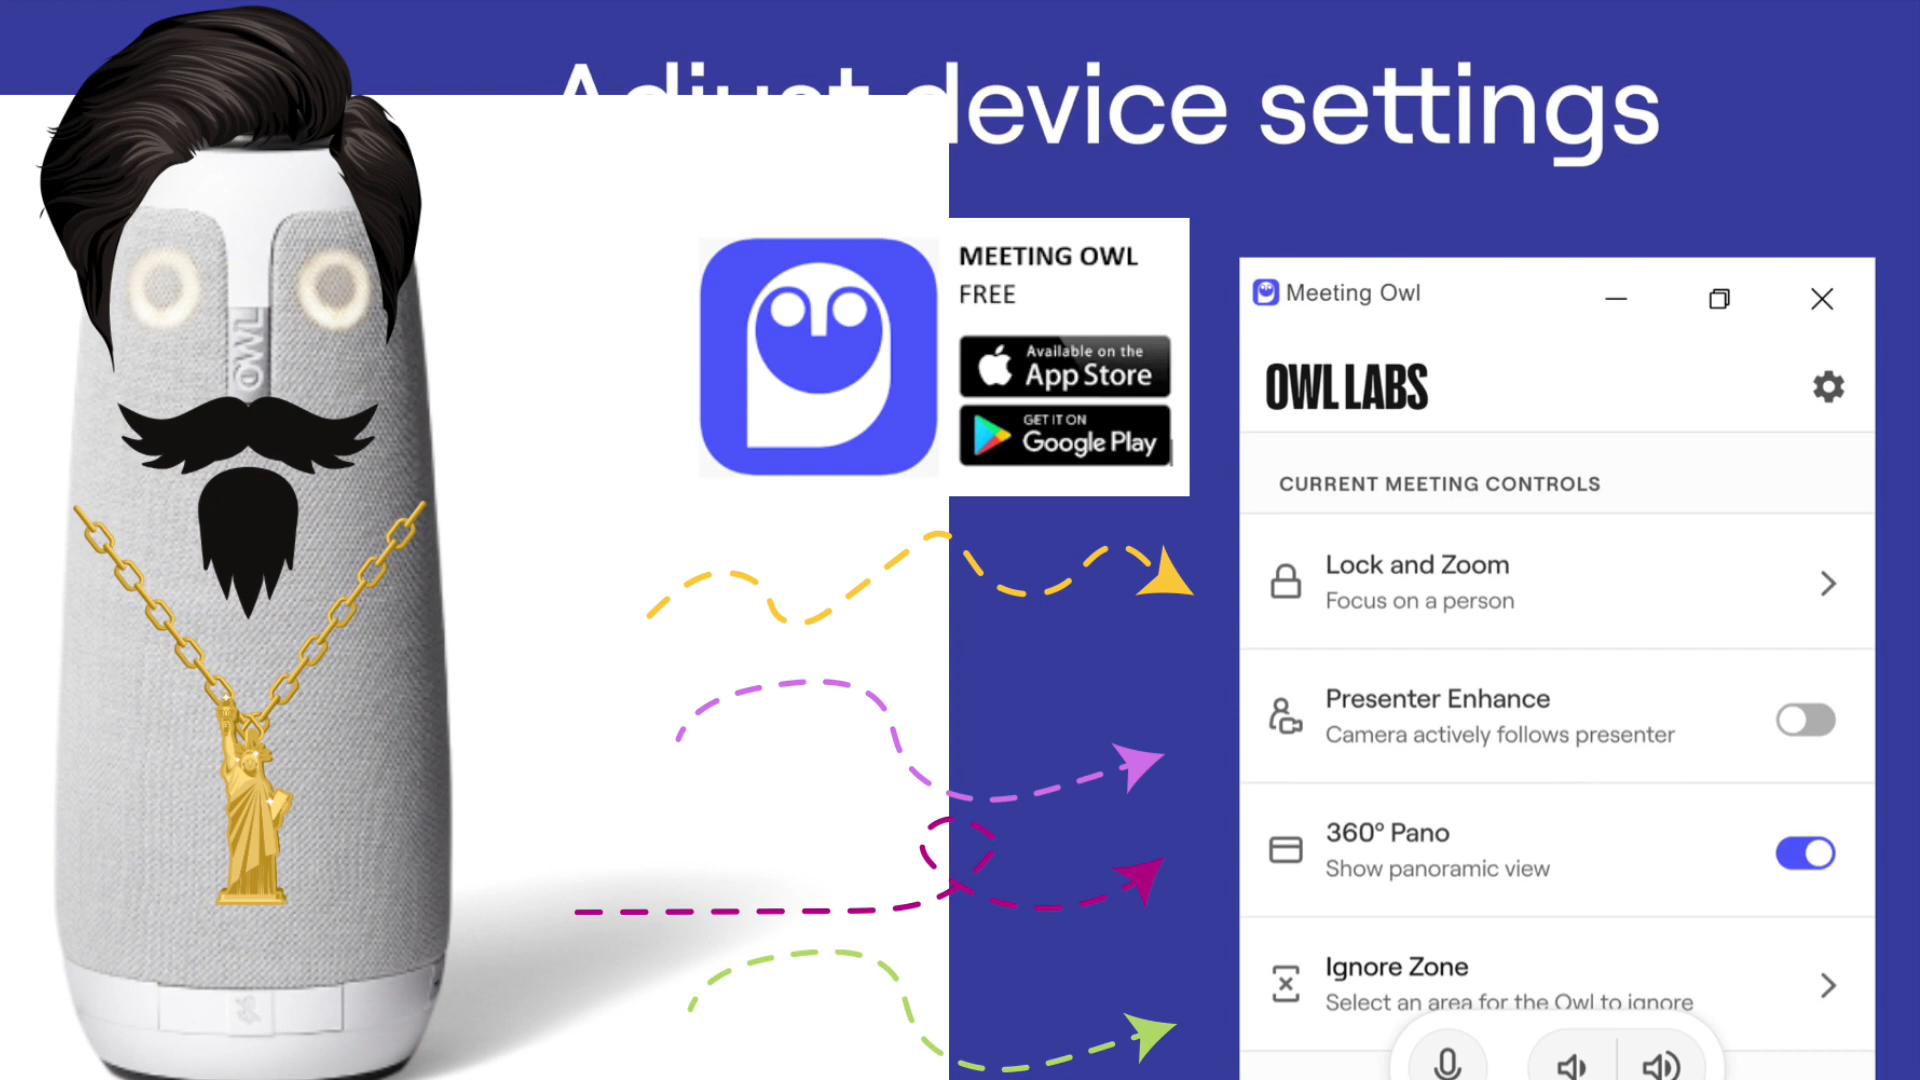 Adjust device settings
OWL
MEETING OWL
FREE
Available on the
App Store
GET IT ON
Google Play
Meeting Owl
OWL LABS
CURRENT MEETING CONTROLS
Lock and Zoom
Focus on a person
Presenter Enhance
Camera actively follows presenter
360° Pano
Show panoramic view
Ignore Zone
Select an area for the Owl to ignore